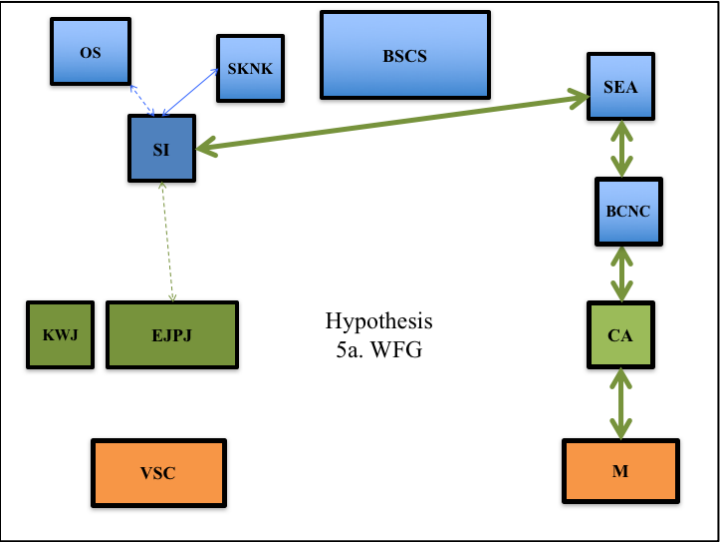 OS
SKNK
BSCS
SEA
SI
BCNC
KWJ
EJPJ
Hypothesis
5a. WFG
CA
VSC
M